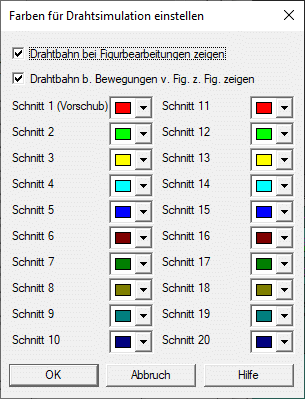 Farben für Drahtsimulation einstellen
Drahtbahn bei Figurbearbeitungen zeigen
Drahtbahn b. Bewegungen v. Fig. z. Fig. zeigen
Schnitt 1 (Vorschub) Schnitt 11
Schnitt 2 Schnitt 12
Schnitt 3 Schnitt 13
Schnitt 4 Schnitt 14
Schnitt 5 Schnitt 15
Schnitt 6 Schnitt 16
Schnitt 7 Schnitt 17
Schnitt 8 Schnitt 18
Schnitt 9 Schnitt 19
Schnitt 10 Schnitt 20
OK Abbruch Hilfe